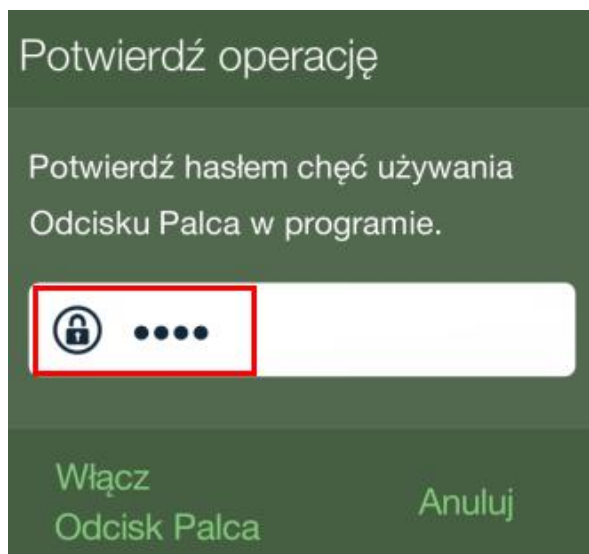 Potwierdź operację
Potwierdź hasłem chęć używania
Odcisku Palca w programie.
••••
Włącz
Odcisk Palca
Anuluj